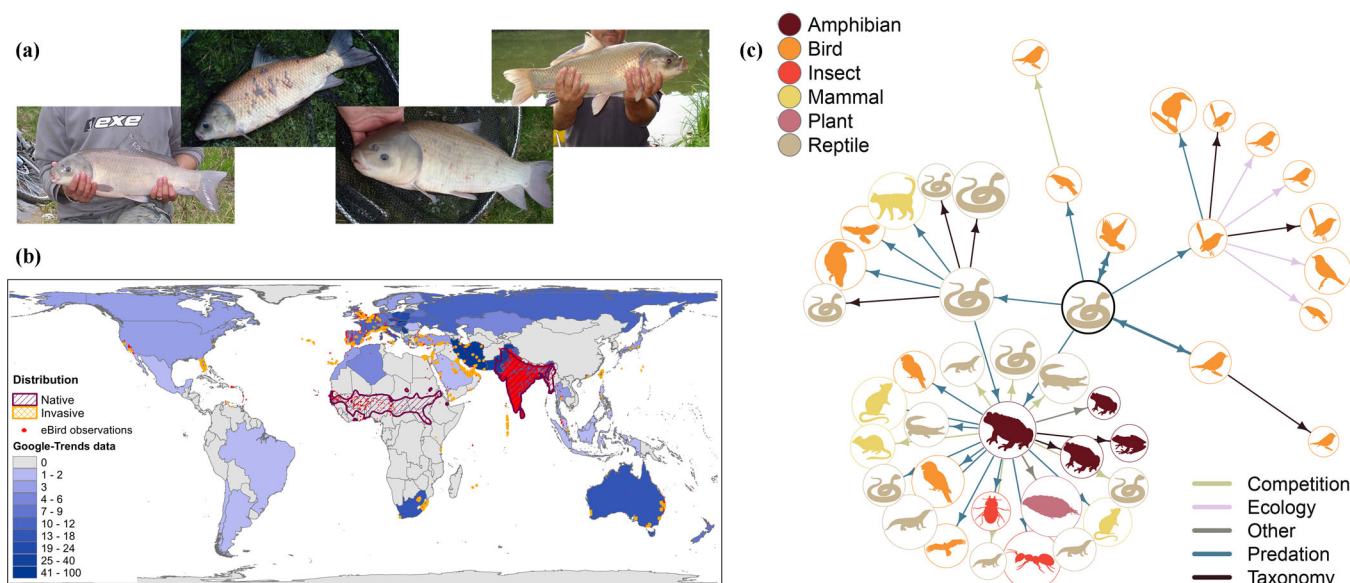 (a)
exe
(b)
Distribution
Native
Invasive
eBird observations
Google-Trends data
0
1 - 2
3
4 - 6
7 - 9
10 - 12
13 - 18
19 - 24
25 - 40
41 - 100
(c)
Amphibian
Bird
Insect
Mammal
Plant
Reptile
Competition
Ecology
Other
Predation
Taxonomy